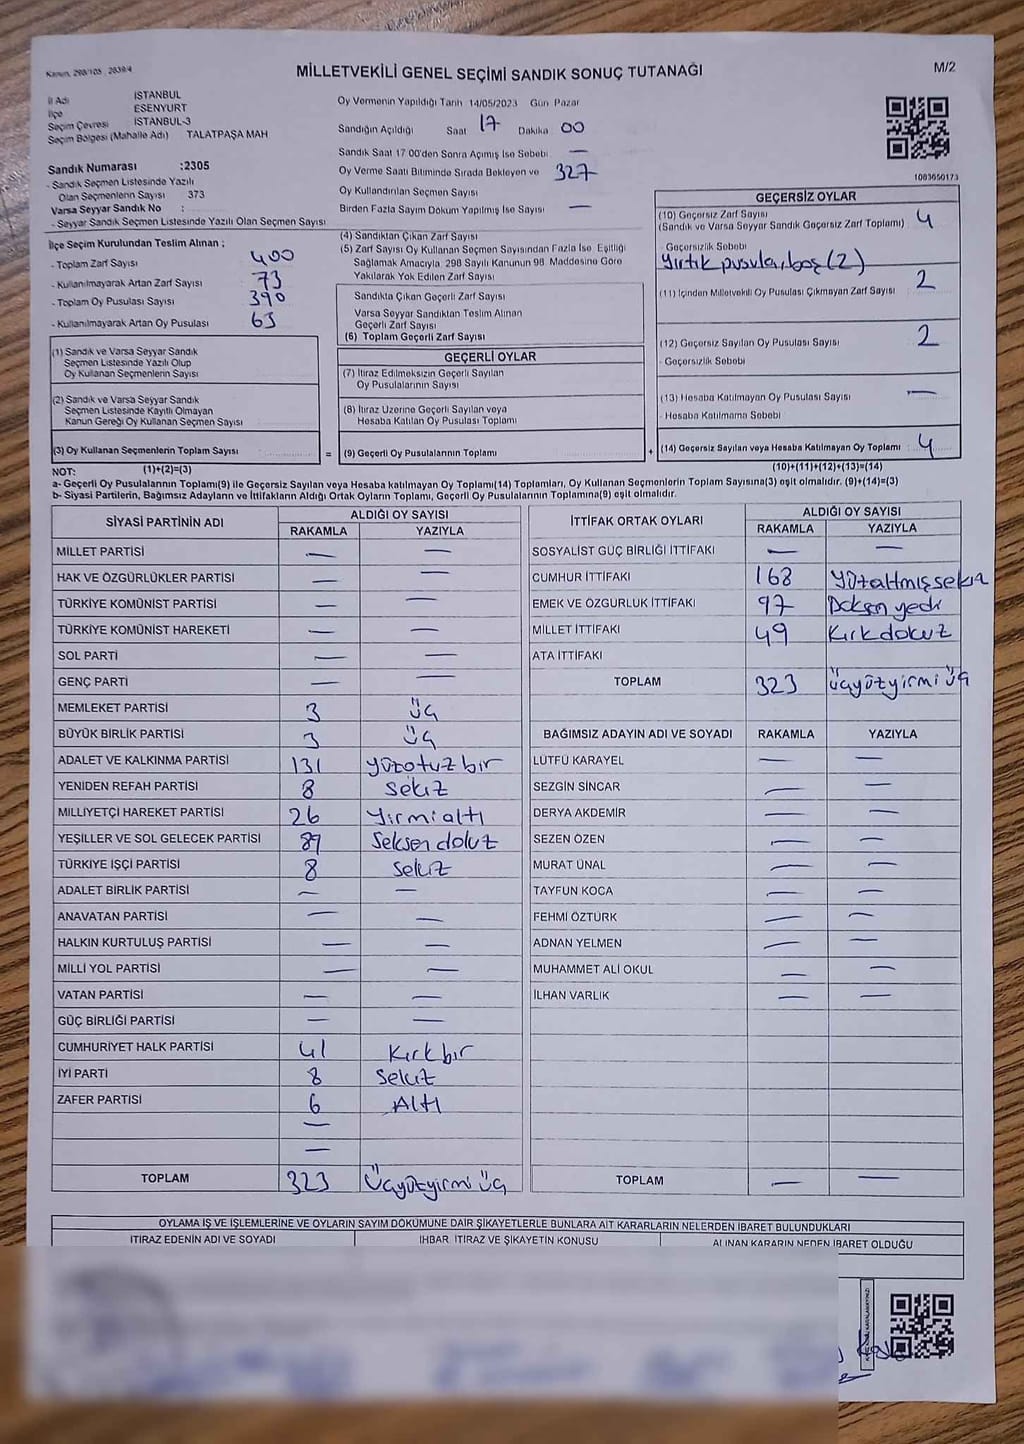 Kanun, 298/105 , 2839/4
MİLLETVEKİLİ GENEL SEÇİMİ SANDIK SONUÇ TUTANAĞI
M/2
İl Adı İSTANBUL
İlçe ESENYURT
Seçim Çevresi İSTANBUL-3
Seçim Bölgesi (Mahalle Adı) TALATPAŞA MAH
Sandık Numarası :2305
- Sandık Seçmen Listesinde Yazılı
Olan Seçmenlerin Sayısı 373
Varsa Seyyar Sandık No :
- Seyyar Sandık Seçmen Listesinde Yazılı Olan Seçmen Sayısı
Oy Vermenin Yapıldığı Tarih 14/05/2023 Gün Pazar
Sandığın Açıldığı Saat 17 Dakika 00
Sandık Saat 17 00'den Sonra Açımış İse Sebebi —
Oy Verme Saati Bitiminde Sırada Bekleyen ve 327
Oy Kullandırılan Seçmen Sayısı
Birden Fazla Sayım Döküm Yapılmış İse Sayısı —
1083650173
İlçe Seçim Kurulundan Teslim Alınan ;
- Toplam Zarf Sayısı 400
- Kullanılmayarak Artan Zarf Sayısı 73
- Toplam Oy Pusulası Sayısı 390
- Kullanılmayarak Artan Oy Pusulası 63
(4) Sandıktan Çıkan Zarf Sayısı
(5) Zarf Sayısı Oy Kullanan Seçmen Sayısından Fazla İse, Eşitliği
Sağlamak Amacıyla, 298 Sayılı Kanunun 98. Maddesine Göre
Yakılarak Yok Edilen Zarf Sayısı
Sandıkta Çıkan Geçerli Zarf Sayısı
Varsa Seyyar Sandıktan Teslim Alınan
Geçerli Zarf Sayısı
(6) Toplam Geçerli Zarf Sayısı
GEÇERSİZ OYLAR
(10) Geçersiz Zarf Sayısı
(Sandık ve Varsa Seyyar Sandık Geçersiz Zarf Toplamı) 4
- Geçersizlik Sebebi
Yırtık pusula, boş (2)
(11) İçinden Milletvekili Oy Pusulası Çıkmayan Zarf Sayısı 2
(12) Geçersiz Sayılan Oy Pusulası Sayısı 2
- Geçersizlik Sebebi
(13) Hesaba Katılmayan Oy Pusulası Sayısı —
- Hesaba Katılmama Sebebi
(14) Geçersiz Sayılan veya Hesaba Katılmayan Oy Toplamı : 4
(10)+(11)+(12)+(13)=(14)
(1) Sandık ve Varsa Seyyar Sandık
Seçmen Listesinde Yazılı Olup
Oy Kullanan Seçmenlerin Sayısı
(2) Sandık ve Varsa Seyyar Sandık
Seçmen Listesinde Kayıtlı Olmayan
Kanun Gereği Oy Kullanan Seçmen Sayısı
(3) Oy Kullanan Seçmenlerin Toplam Sayısı =
GEÇERLİ OYLAR
(7) İtiraz Edilmeksizin Geçerli Sayılan
Oy Pusulalarının Sayısı
(8) İtiraz Üzerine Geçerli Sayılan veya
Hesaba Katılan Oy Pusulası Toplamı
(9) Geçerli Oy Pusulalarının Toplamı +
NOT: (1)+(2)=(3)
a- Geçerli Oy Pusulalarının Toplamı(9) ile Geçersiz Sayılan veya Hesaba katılmayan Oy Toplamı(14) Toplamları, Oy Kullanan Seçmenlerin Toplam Sayısına(3) eşit olmalıdır. (9)+(14)=(3)
b- Siyasi Partilerin, Bağımsız Adayların ve İttifakların Aldığı Ortak Oyların Toplamı, Geçerli Oy Pusulalarının Toplamına(9) eşit olmalıdır.
SİYASİ PARTİNİN ADI ALDIĞI OY SAYISI
RAKAMLA YAZIYLA
MİLLET PARTİSİ — —
HAK VE ÖZGÜRLÜKLER PARTİSİ — —
TÜRKİYE KOMÜNİST PARTİSİ — —
TÜRKİYE KOMÜNİST HAREKETİ — —
SOL PARTİ — —
GENÇ PARTİ — —
MEMLEKET PARTİSİ 3 üç
BÜYÜK BİRLİK PARTİSİ 3 üç
ADALET VE KALKINMA PARTİSİ 131 yüzotuz bir
YENİDEN REFAH PARTİSİ 8 sekiz
MİLLİYETÇİ HAREKET PARTİSİ 26 yirmi altı
YEŞİLLER VE SOL GELECEK PARTİSİ 89 Seksen dokuz
TÜRKİYE İŞÇİ PARTİSİ 8 sekiz
ADALET BİRLİK PARTİSİ — —
ANAVATAN PARTİSİ — —
HALKIN KURTULUŞ PARTİSİ — —
MİLLİ YOL PARTİSİ — —
VATAN PARTİSİ — —
GÜÇ BİRLİĞİ PARTİSİ — —
CUMHURİYET HALK PARTİSİ 41 Kırk bir
İYİ PARTİ 8 sekiz
ZAFER PARTİSİ 6 Altı
—
—
TOPLAM 323 Üçyüzyirmi üç
İTTİFAK ORTAK OYLARI ALDIĞI OY SAYISI
RAKAMLA YAZIYLA
SOSYALİST GÜÇ BİRLİĞİ İTTİFAKI — —
CUMHUR İTTİFAKI 168 Yüzaltmışsekiz
EMEK VE ÖZGÜRLÜK İTTİFAKI 97 Doksan yedi
MİLLET İTTİFAKI 49 Kırk dokuz
ATA İTTİFAKI
TOPLAM 323 üçyüzyirmi üç
BAĞIMSIZ ADAYIN ADI VE SOYADI RAKAMLA YAZIYLA
LÜTFÜ KARAYEL — —
SEZGİN SİNCAR — —
DERYA AKDEMİR — —
SEZEN ÖZEN — —
MURAT ÜNAL — —
TAYFUN KOCA — —
FEHMİ ÖZTÜRK — —
ADNAN YELMEN — —
MUHAMMET ALİ OKUL — —
İLHAN VARLIK — —
TOPLAM — —
OYLAMA İŞ VE İŞLEMLERİNE VE OYLARIN SAYIM DÖKÜMÜNE DAİR ŞİKAYETLERLE BUNLARA AİT KARARLARIN NELERDEN İBARET BULUNDUKLARI
İTİRAZ EDENİN ADI VE SOYADI İHBAR, İTİRAZ VE ŞİKAYETİN KONUSU ALINAN KARARIN NEDEN İBARET OLDUĞU